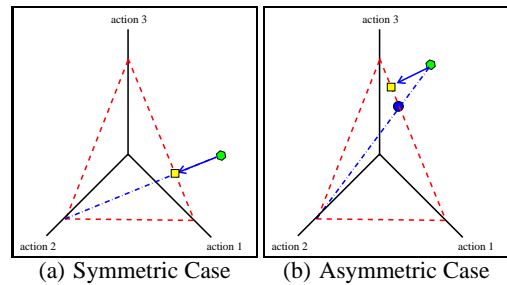 action 3
action 2
action 1
(a) Symmetric Case
action 3
action 2
action 1
(b) Asymmetric Case